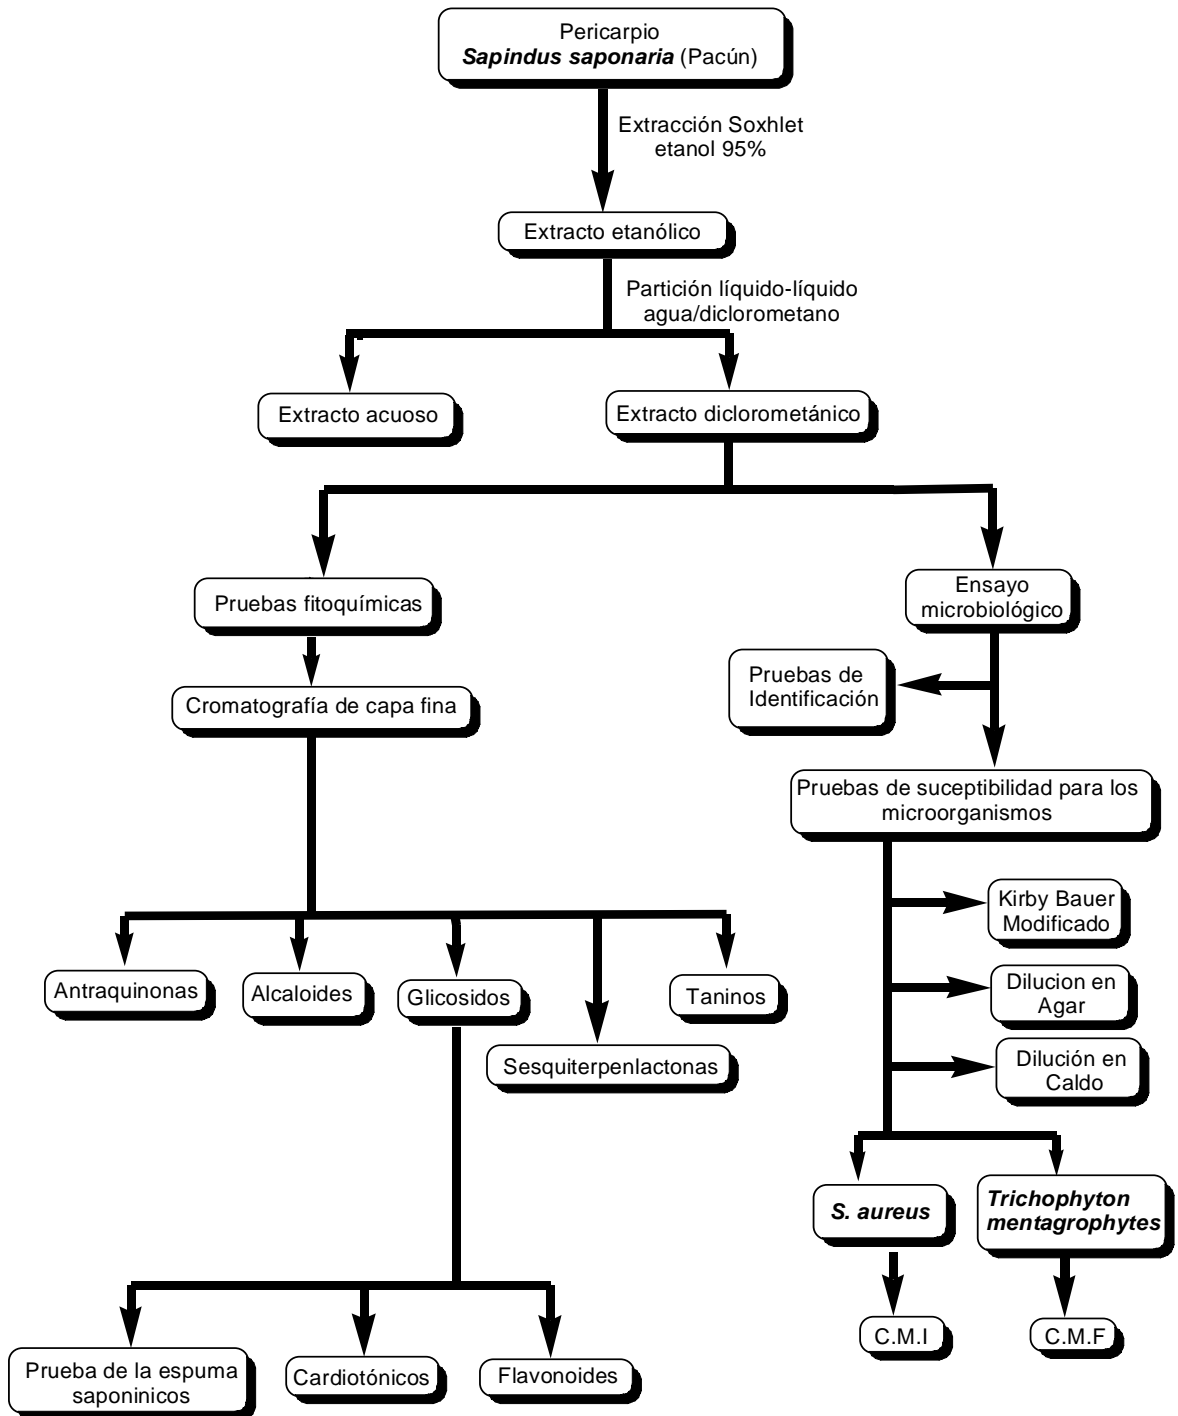 Pericarpio
Sapindus saponaria (Pacún)
Extracción Soxhlet
etanol 95%
Extracto etanólico
Partición líquido-líquido
agua/diclorometano
Extracto acuoso
Extracto diclorometánico
Pruebas fitoquímicas
Ensayo
microbiológico
Pruebas de
Identificación
Cromatografía de capa fina
Pruebas de suceptibilidad para los
microorganismos
Kirby Bauer
Modificado
Dilucion en
Agar
Dilución en
Caldo
Antraquinonas
Alcaloides
Glicosidos
Taninos
Sesquiterpenlactonas
S. aureus
Trichophyton
mentagrophytes
C.M.I
C.M.F
Prueba de la espuma
saponinicos
Cardiotónicos
Flavonoides